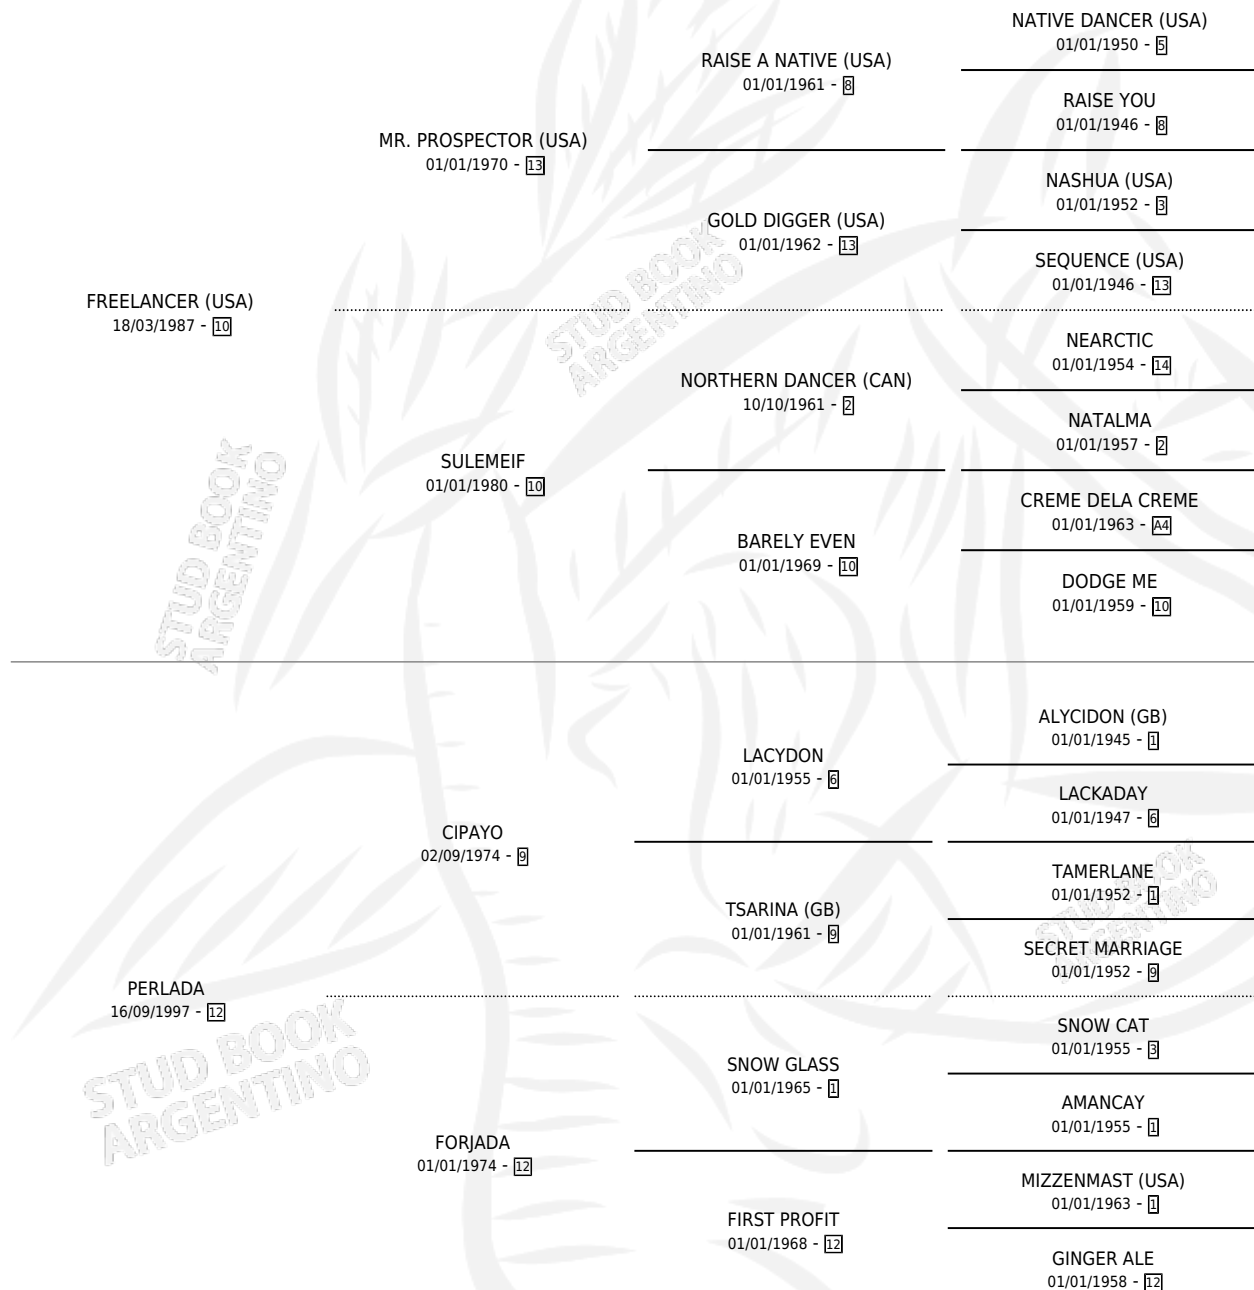 NATIVE DANCER (USA)
01/01/1950 - 5
RAISE A NATIVE (USA)
01/01/1961 - 8
RAISE YOU
01/01/1946 - 8
MR. PROSPECTOR (USA)
01/01/1970 - 13
NASHUA (USA)
01/01/1952 - 3
GOLD DIGGER (USA)
01/01/1962 - 13
SEQUENCE (USA)
01/01/1946 - 13
FREELANCER (USA)
18/03/1987 - 10
NEARCTIC
01/01/1954 - 14
NORTHERN DANCER (CAN)
10/10/1961 - 2
NATALMA
01/01/1957 - 2
SULEMEIF
01/01/1980 - 10
CREME DELA CREME
01/01/1963 - A4
BARELY EVEN
01/01/1969 - 10
DODGE ME
01/01/1959 - 10
ALYCIDON (GB)
01/01/1945 - 1
LACYDON
01/01/1955 - 6
LACKADAY
01/01/1947 - 6
CIPAYO
02/09/1974 - 9
TAMERLANE
01/01/1952 - 1
TSARINA (GB)
01/01/1961 - 9
SECRET MARRIAGE
01/01/1952 - 9
PERLADA
16/09/1997 - 12
SNOW CAT
01/01/1955 - 3
SNOW GLASS
01/01/1965 - 1
AMANCAY
01/01/1955 - 1
FORJADA
01/01/1974 - 12
MIZZENMAST (USA)
01/01/1963 - 1
FIRST PROFIT
01/01/1968 - 12
GINGER ALE
01/01/1958 - 12
STUD BOOK
ARGENTINO
STUD BOOK
ARGENTINO
STUD BOOK
ARGENTINO
STUD BOOK
ARGENTINO